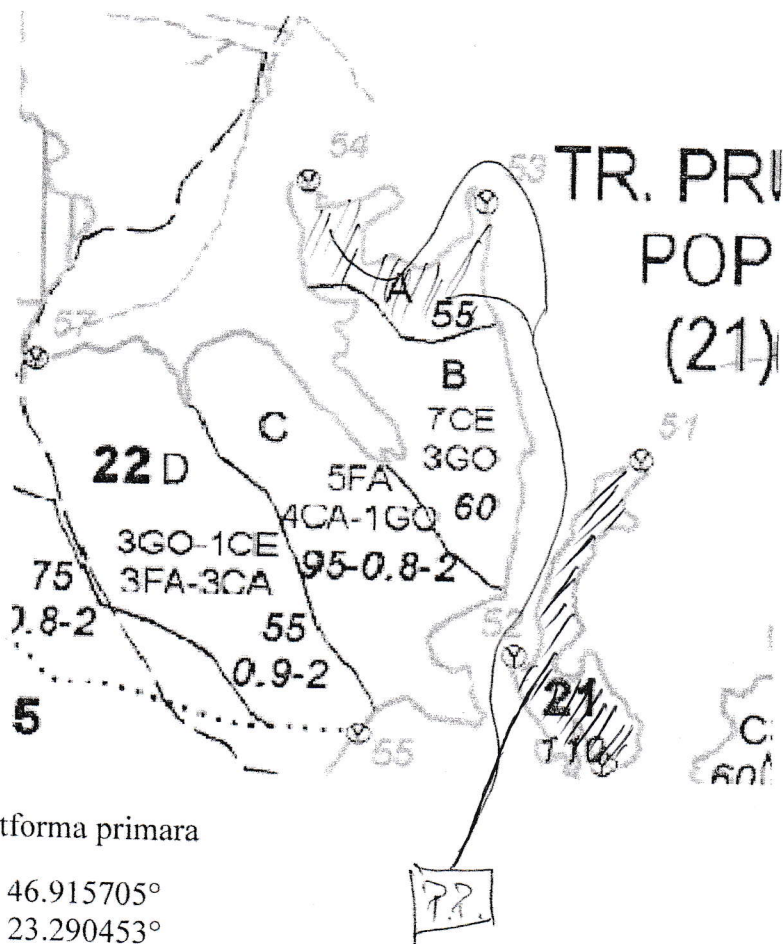 54
53
TR. PRI
POP
(21)
57
A
55
B
7CE
3GO
60
51
C
5FA
4CA-1GO
95-0.8-2
22 D
3GO-1CE
3FA-3CA
55
0.9-2
75
0.8-2
5
52
21
110
55
C
60
tforma primara
46.915705°
23.290453°
P.P.